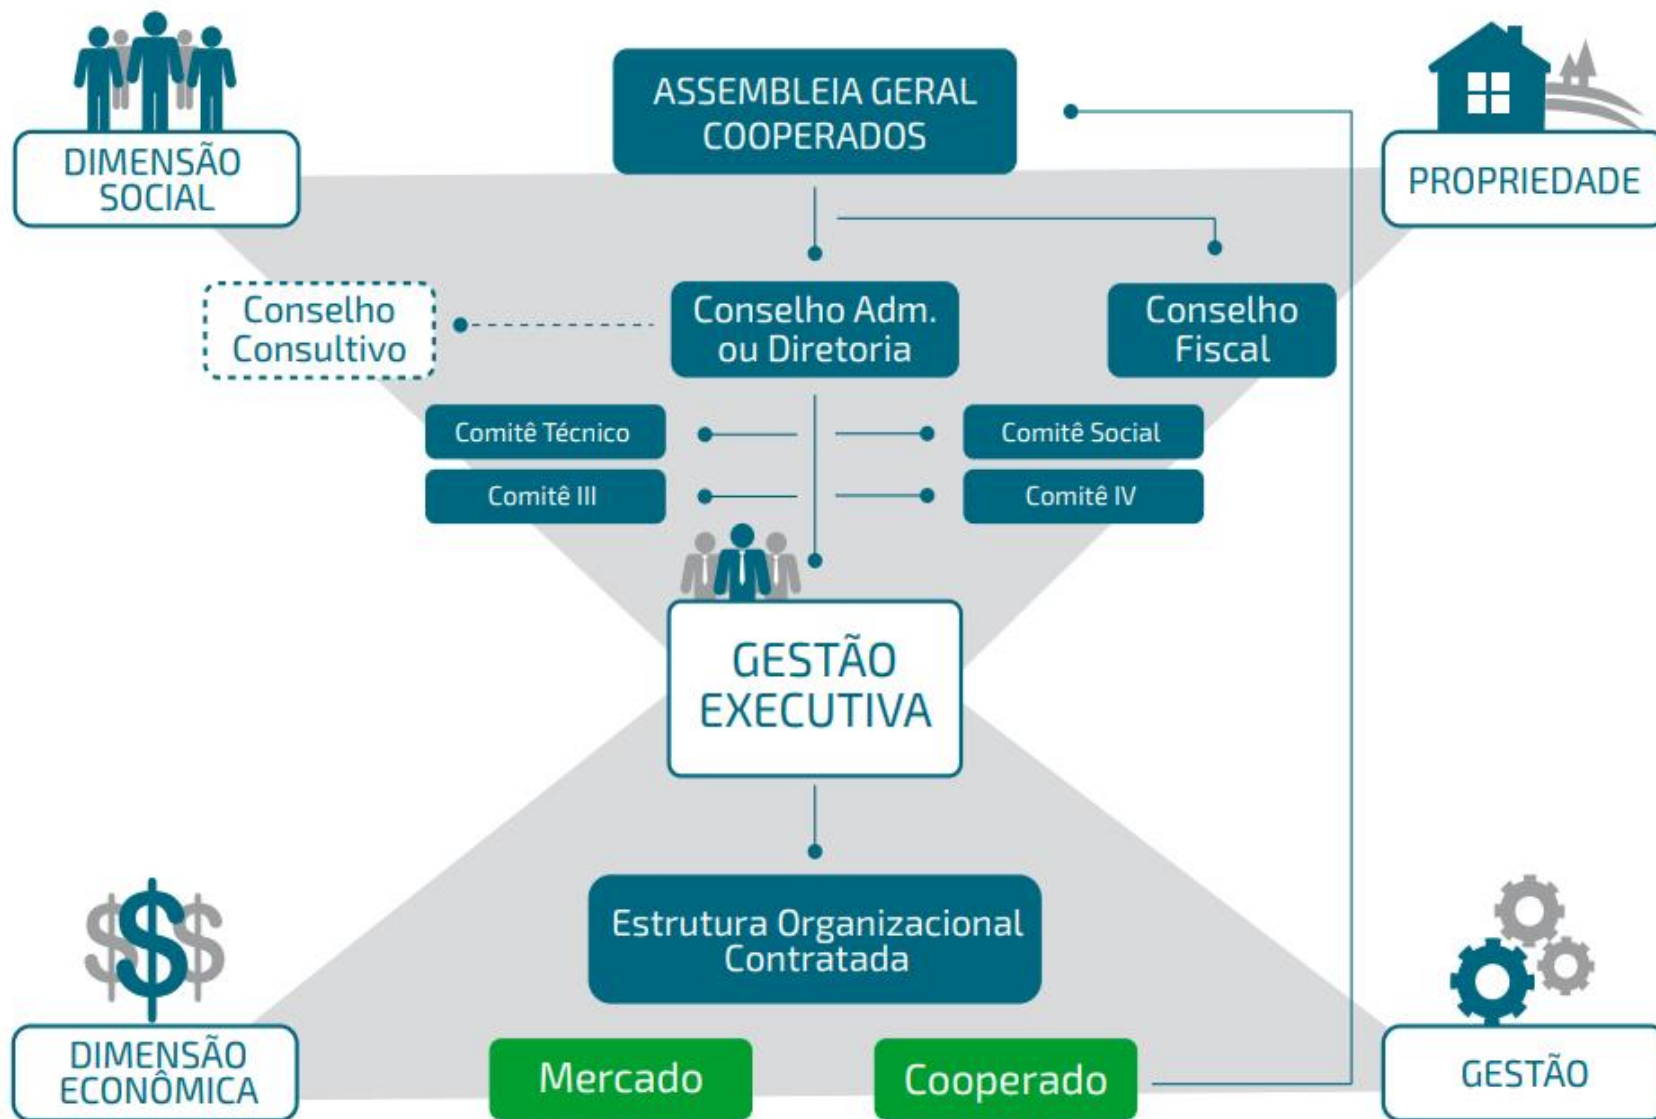 ASSEMBLEIA GERAL
COOPERADOS
DIMENSÃO
SOCIAL
PROPRIEDADE
Conselho
Consultivo
Conselho Adm.
ou Diretoria
Conselho
Fiscal
Comitê Técnico
Comitê Social
Comitê III
Comitê IV
GESTÃO
EXECUTIVA
Estrutura Organizacional
Contratada
DIMENSÃO
ECONÔMICA
Mercado
Cooperado
GESTÃO